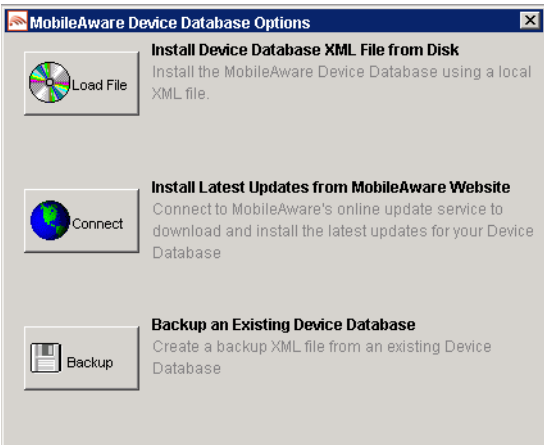 MobileAware Device Database Options
Install Device Database XML File from Disk
Load File
Install the MobileAware Device Database using a local
XML file.
Install Latest Updates from MobileAware Website
Connect
Connect to MobileAware's online update service to
download and install the latest updates for your Device
Database
Backup an Existing Device Database
Backup
Create a backup XML file from an existing Device
Database